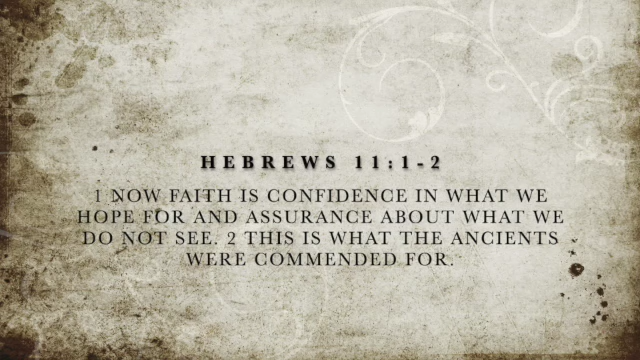 HEBREWS 11:1-2
1 NOW FAITH IS CONFIDENCE IN WHAT WE
HOPE FOR AND ASSURANCE ABOUT WHAT WE
DO NOT SEE. 2 THIS IS WHAT THE ANCIENTS
WERE COMMENDED FOR.